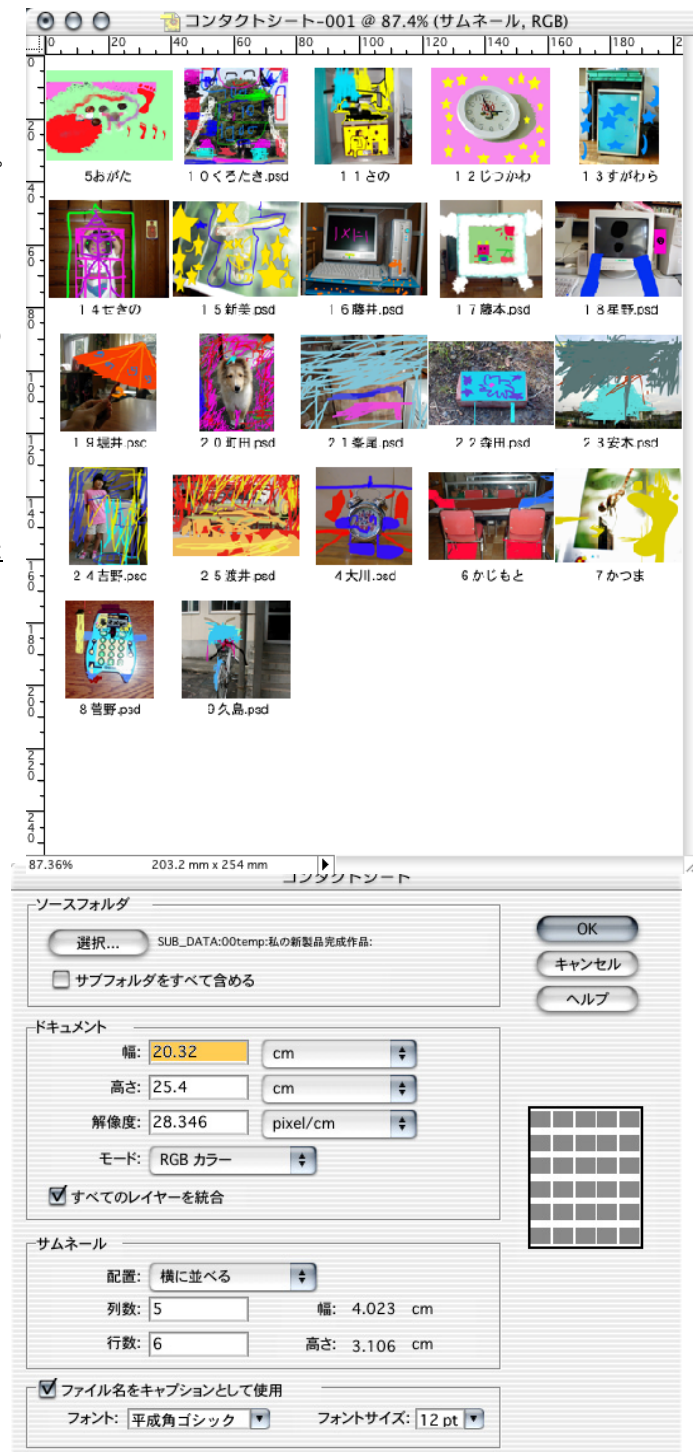 コンタクトシート-001 @ 87.4% (サムネール, RGB)
0 20 40 60 80 100 120 140 160 180 2
5おがた 10くろたき.psd 11さの 12じつかわ 13すがわら
14せきの 15新美.psd 16藤井.psd 17藤本.psd 18星野.psd
19堀井.psd 20町田.psd 21峯尾.psd 22森田.psd 23安木.psd
24吉野.psd 25渡井.psd 4大川.psd 6かじもと 7かつま
8菅野.psd 9久島.psd
87.36% 203.2 mm x 254 mm
コンタクトシート
ソースフォルダ
選択... SUB_DATA:00temp:私の新製品完成作品:
サブフォルダをすべて含める
OK
キャンセル
ヘルプ
ドキュメント
幅: 20.32 cm
高さ: 25.4 cm
解像度: 28.346 pixel/cm
モード: RGB カラー
すべてのレイヤーを統合
サムネール
配置: 横に並べる
列数: 5 幅: 4.023 cm
行数: 6 高さ: 3.106 cm
ファイル名をキャプションとして使用
フォント: 平成角ゴシック フォントサイズ: 12 pt